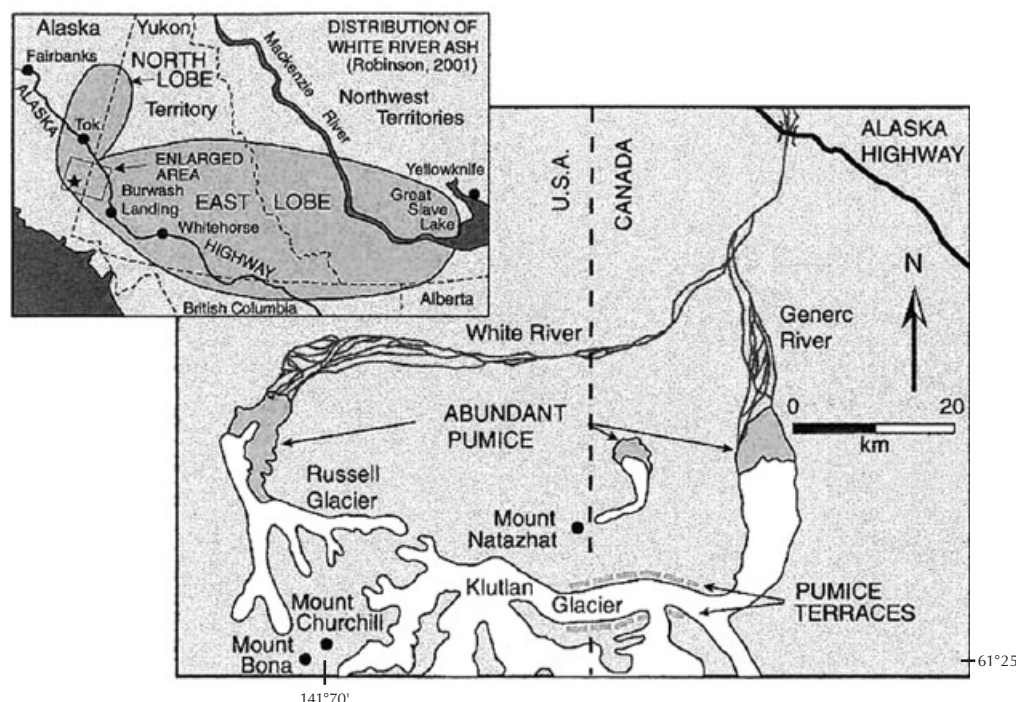 Alaska
Yukon
DISTRIBUTION OF
WHITE RIVER ASH
(Robinson, 2001)
Fairbanks
NORTH
LOBE
Mackenzie
River
Northwest
Territories
ALASKA
Territory
Tok
ENLARGED
AREA
Yellowknife
Burwash
Landing
EAST LOBE
Great
Slave
Lake
Whitehorse
HIGHWAY
British Columbia
Alberta
U.S.A.
CANADA
ALASKA
HIGHWAY
N
White River
Generc
River
0 20
km
ABUNDANT
PUMICE
Russell
Glacier
Mount
Natazhat
Klutlan
Glacier
PUMICE
TERRACES
Mount
Churchill
Mount
Bona
61°25
141°70'